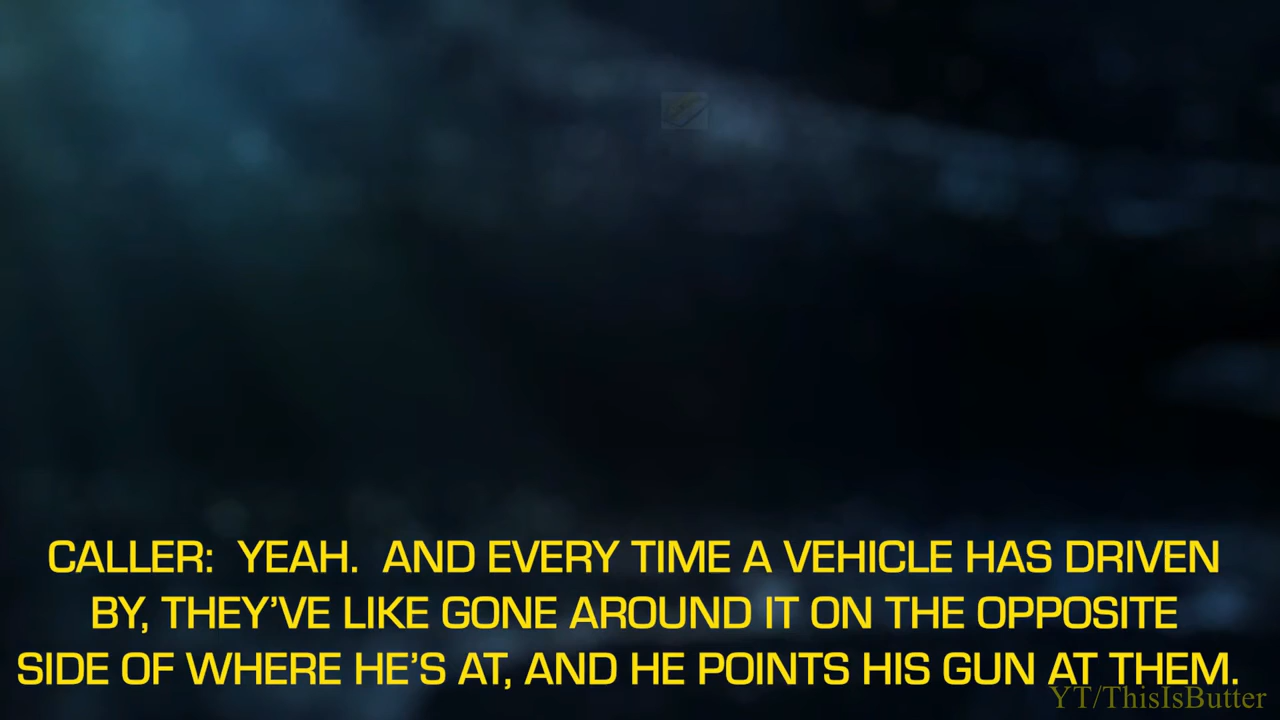 CALLER:  YEAH.  AND EVERY TIME A VEHICLE HAS DRIVEN
BY, THEY’VE LIKE GONE AROUND IT ON THE OPPOSITE
SIDE OF WHERE HE’S AT, AND HE POINTS HIS GUN AT THEM.
YT/ThisIsButter